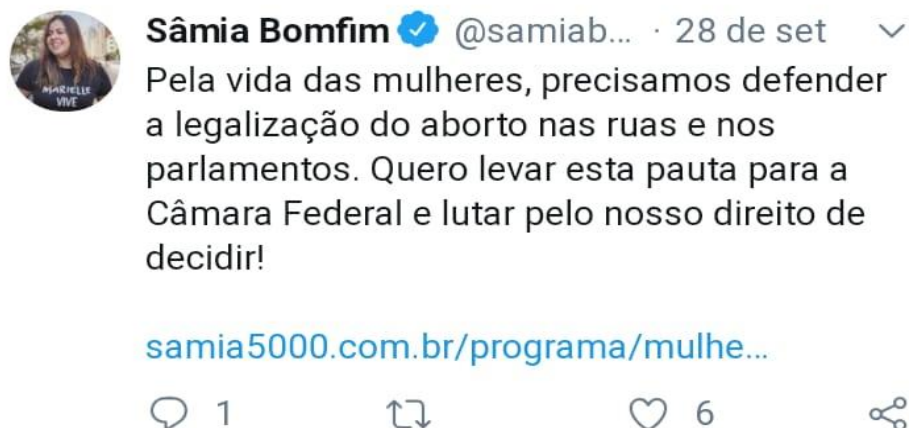 Sâmia Bomfim @samiab... · 28 de set
MARIELLE
VIVE
Pela vida das mulheres, precisamos defender
a legalização do aborto nas ruas e nos
parlamentos. Quero levar esta pauta para a
Câmara Federal e lutar pelo nosso direito de
decidir!
samia5000.com.br/programa/mulhe...
1 6